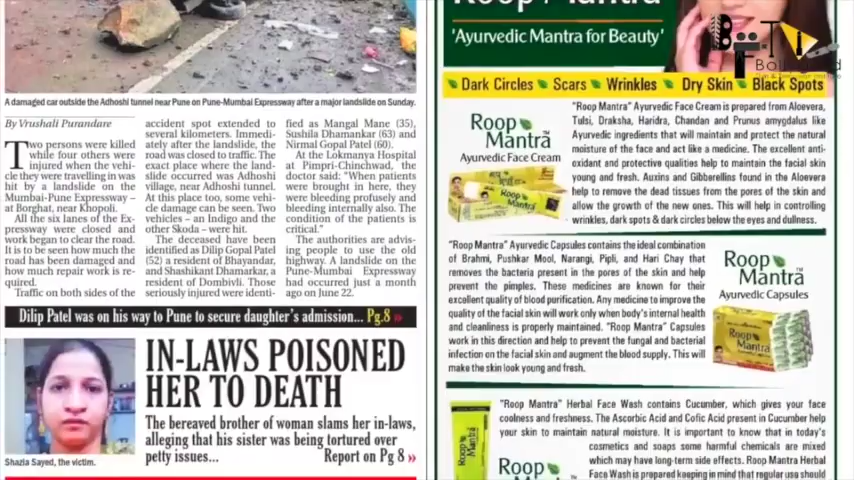 A damaged car outside the Adhoshi tunnel near Pune on Pune-Mumbai Expressway after a major landslide on Sunday.
By Vrushali Purandare
Two persons were killed
while four others were
injured when the vehi-
cle they were travelling in was
hit by a landslide on the
Mumbai-Pune Expressway –
at Borghat, near Khopoli.
All the six lanes of the Ex-
pressway were closed and
work began to clear the road.
It is to be seen how much the
road has been damaged and
how much repair work is re-
quired.
Traffic on both sides of the
accident spot extended to
several kilometers. Immedi-
ately after the landslide, the
road was closed to traffic. The
exact place where the land-
slide occurred was Adhoshi
village, near Adhoshi tunnel.
At this place too, some vehi-
cle damage can be seen. Two
vehicles – an Indigo and the
other Skoda – were hit.
The deceased have been
identified as Dilip Gopal Patel
(52) a resident of Bhayandar,
and Shashikant Dhamarkar, a
resident of Dombivli. Those
seriously injured were identi-
fied as Mangal Mane (35),
Sushila Dhamankar (63) and
Nirmal Gopal Patel (60).
At the Lokmanya Hospital
at Pimpri-Chinchwad, the
doctor said: "When patients
were brought in here, they
were bleeding profusely and
bleeding internally also. The
condition of the patients is
critical."
The authorities are advis-
ing people to use the old
highway. A landslide on the
Pune-Mumbai Expressway
had occurred just a month
ago on June 22.
Dilip Patel was on his way to Pune to secure daughter's admission... Pg.8 »
IN-LAWS POISONED
HER TO DEATH
The bereaved brother of woman slams her in-laws,
alleging that his sister was being tortured over
petty issues... Report on Pg 8 »
Shazia Sayed, the victim.
Roop Mantra
'Ayurvedic Mantra for Beauty'
Dark Circles Scars Wrinkles Dry Skin Black Spots
Roop
Mantra™
Ayurvedic Face Cream
"Roop Mantra" Ayurvedic Face Cream is prepared from Aloevera,
Tulsi, Draksha, Haridra, Chandan and Prunus amygdalus like
Ayurvedic ingredients that will maintain and protect the natural
moisture of the face and act like a medicine. The excellent anti-
oxidant and protective qualities help to maintain the facial skin
young and fresh. Auxins and Gibberellins found in the Aloevera
help to remove the dead tissues from the pores of the skin and
allow the growth of the new ones. This will help in controlling
wrinkles, dark spots & dark circles below the eyes and dullness.
"Roop Mantra" Ayurvedic Capsules contains the ideal combination
of Brahmi, Pushkar Mool, Narangi, Pipli, and Hari Chay that
removes the bacteria present in the pores of the skin and help
prevent the pimples. These medicines are known for their
excellent quality of blood purification. Any medicine to improve the
quality of the facial skin will work only when body's internal health
and cleanliness is properly maintained. "Roop Mantra" Capsules
work in this direction and help to prevent the fungal and bacterial
infection on the facial skin and augment the blood supply. This will
make the skin look young and fresh.
Roop
Mantra™
Ayurvedic Capsules
"Roop Mantra" Herbal Face Wash contains Cucumber, which gives your face
coolness and freshness. The Ascorbic Acid and Cofic Acid present in Cucumber help
your skin to maintain natural moisture. It is important to know that in today's
cosmetics and soaps some harmful chemicals are mixed
which may have long-term side effects. Roop Mantra Herbal
Face Wash is prepared keeping in mind that regular use should
Roop